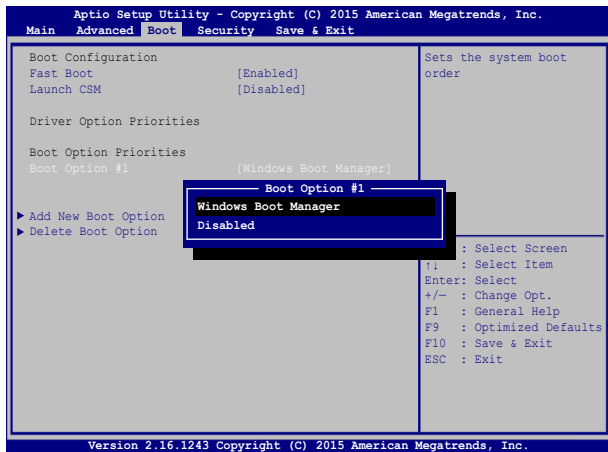 Aptio Setup Utility - Copyright (C) 2015 American Megatrends, Inc.
Main Advanced Boot Security Save & Exit
Boot Configuration
Fast Boot [Enabled]
Launch CSM [Disabled]
Driver Option Priorities
Boot Option Priorities
Boot Option #1 [Windows Boot Manager]
Add New Boot Option
Delete Boot Option
Boot Option #1
Windows Boot Manager
Disabled
Sets the system boot
order
: Select Screen
↑↓ : Select Item
Enter: Select
+/— : Change Opt.
F1 : General Help
F9 : Optimized Defaults
F10 : Save & Exit
ESC : Exit
Version 2.16.1243 Copyright (C) 2015 American Megatrends, Inc.